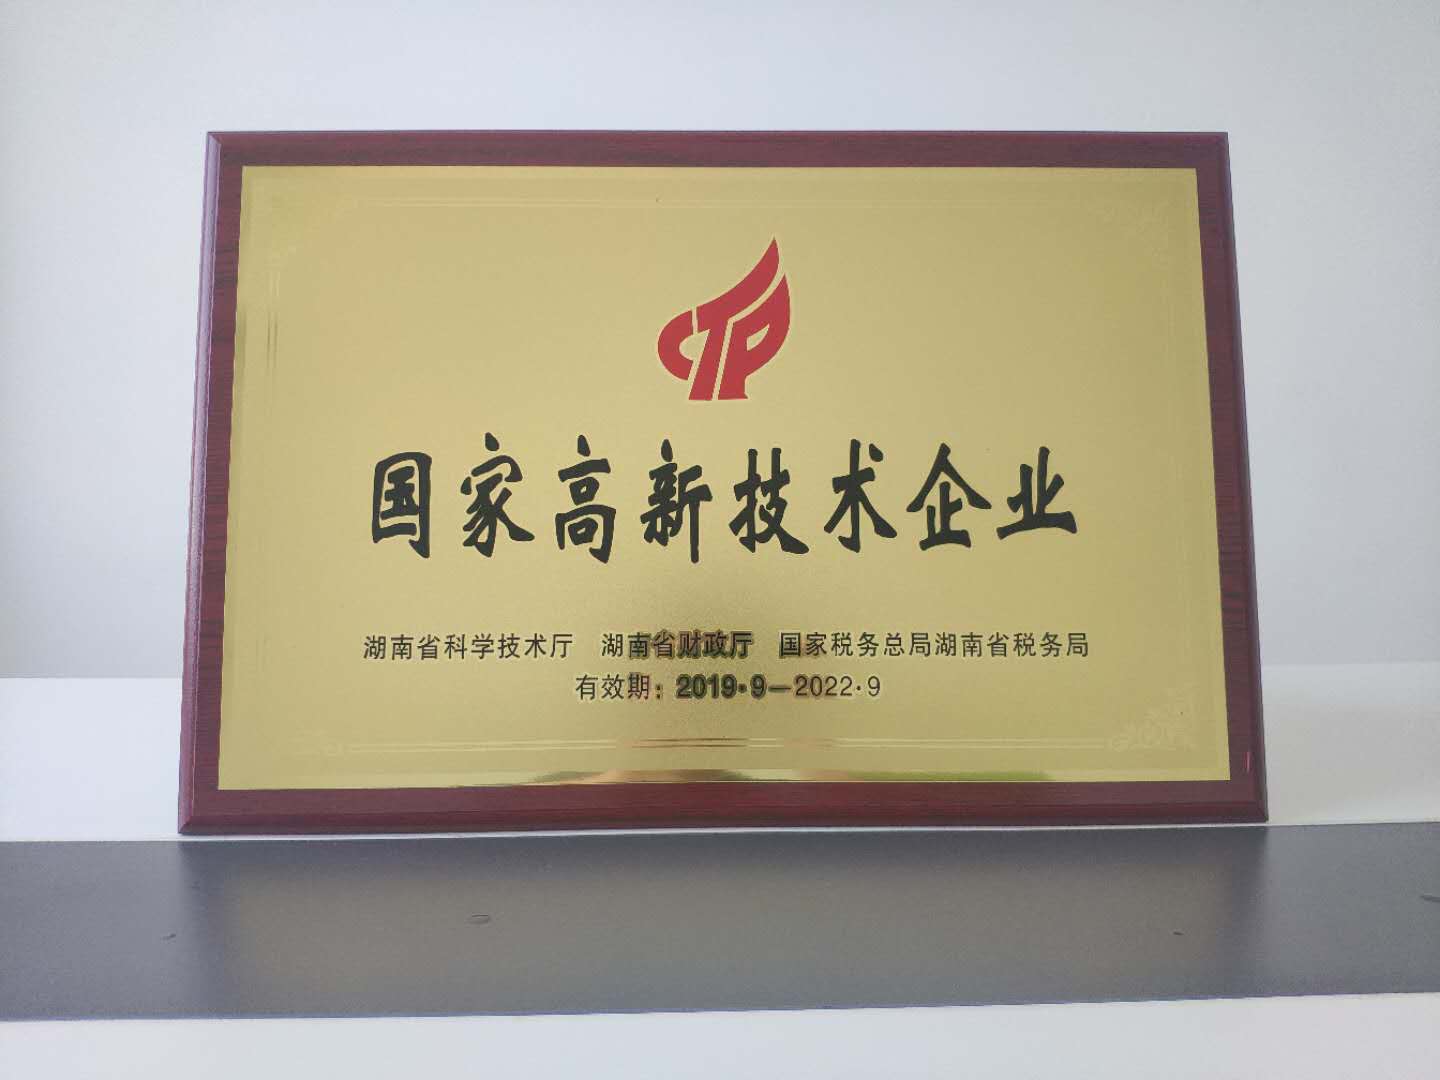 CTP
国家高新技术企业
湖南省科学技术厅 湖南省财政厅 国家税务总局湖南省税务局
有效期：2019·9—2022·9